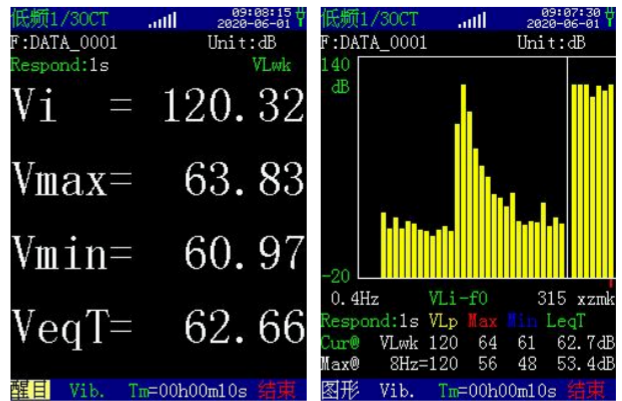 低频1/3OCT 09:08:15
2020-06-01
F:DATA_0001 Unit:dB
Respond:1s VLwk
Vi = 120.32
Vmax= 63.83
Vmin= 60.97
VeqT= 62.66
醒目 Vib. Tm=00h00m10s 结束
低频1/3OCT 09:07:30
2020-06-01
F:DATA_0001 Unit:dB
140
dB
-20
0.4Hz VLi-f0 315 xzmk
Respond:1s VLp Max Min LeqT
Cur@ VLwk 120 64 61 62.7dB
Max@ 8Hz=120 56 48 53.4dB
图形 Vib. Tm=00h00m10s 结束